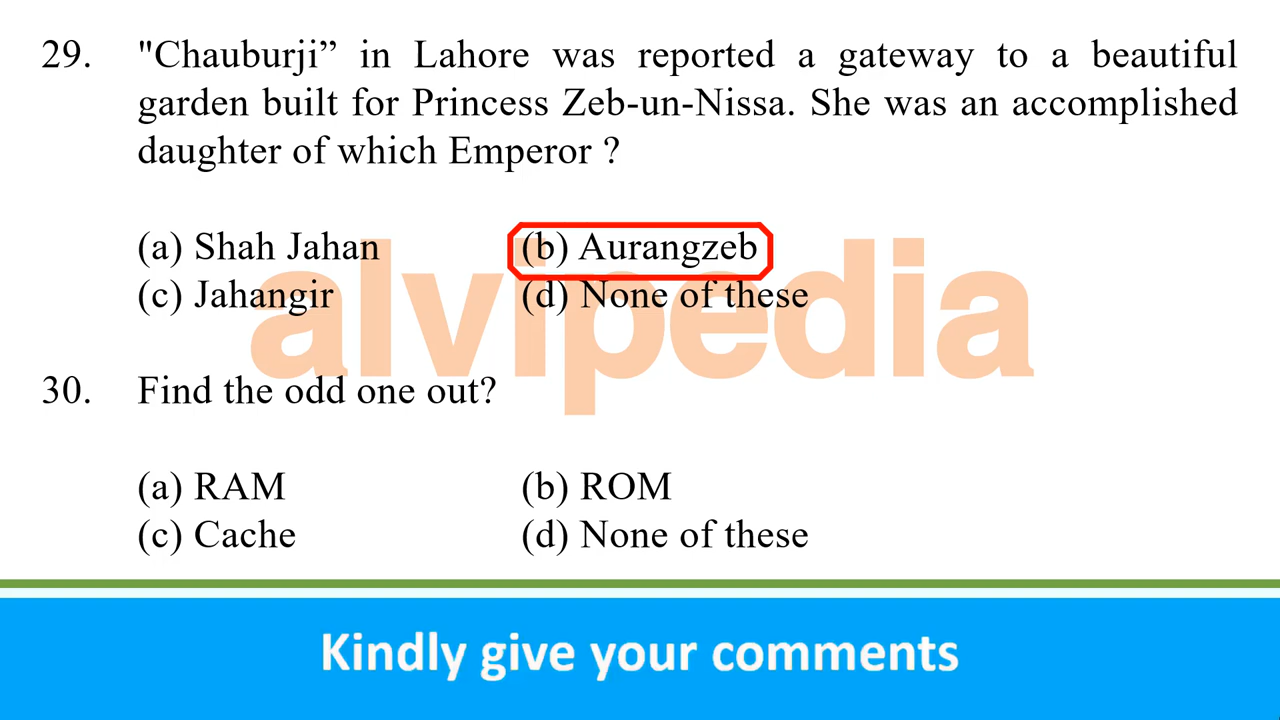 29. "Chauburji” in Lahore was reported a gateway to a beautiful
garden built for Princess Zeb-un-Nissa. She was an accomplished
daughter of which Emperor ?
(a) Shah Jahan (b) Aurangzeb
(c) Jahangir (d) None of these
alvipedia
30. Find the odd one out?
(a) RAM (b) ROM
(c) Cache (d) None of these
Kindly give your comments